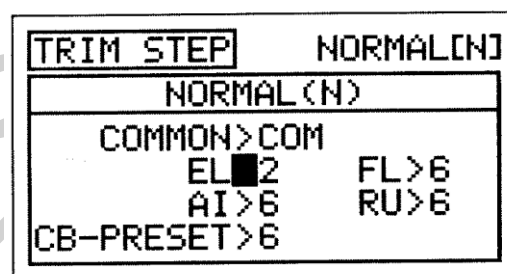 TRIM STEP NORMAL[N]
NORMAL(N)
COMMON>COM
EL 2 FL>6
AI>6 RU>6
CB-PRESET>6